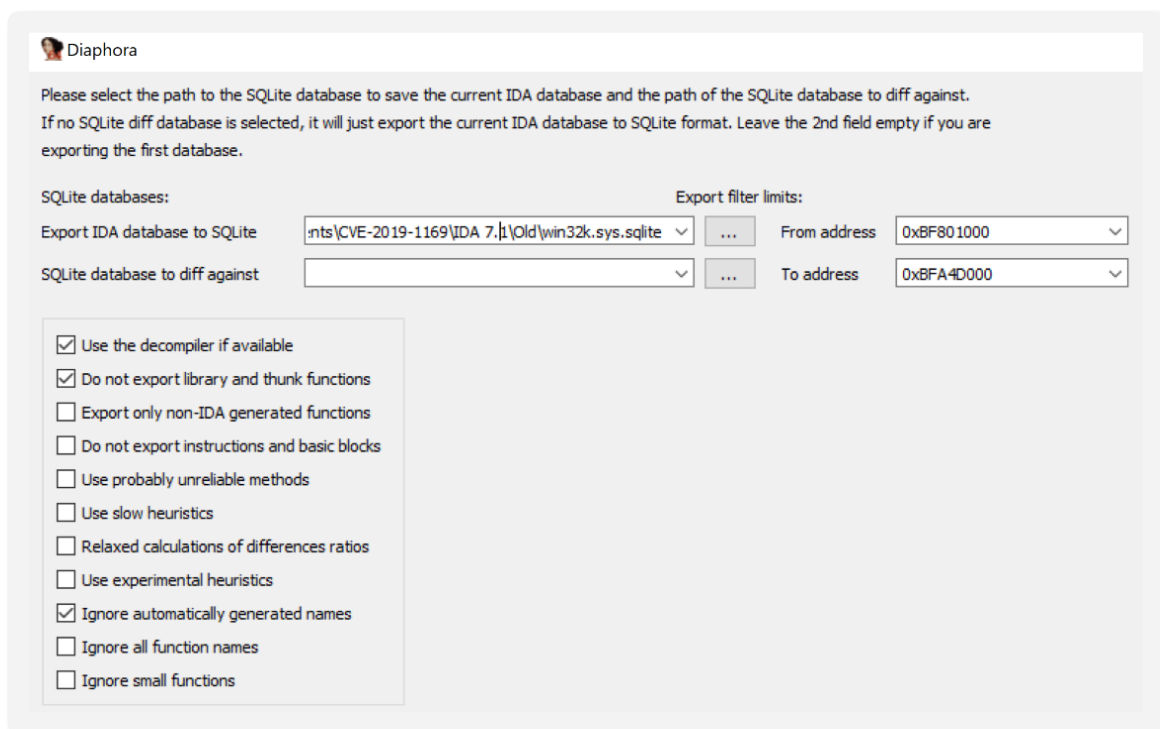 Diaphora
Please select the path to the SQLite database to save the current IDA database and the path of the SQLite database to diff against.
If no SQLite diff database is selected, it will just export the current IDA database to SQLite format. Leave the 2nd field empty if you are
exporting the first database.
SQLite databases: Export filter limits:
Export IDA database to SQLite :nts\CVE-2019-1169\IDA 7.1\Old\win32k.sys.sqlite ... From address 0xBF801000
SQLite database to diff against ... To address 0xBFA4D000
Use the decompiler if available
Do not export library and thunk functions
Export only non-IDA generated functions
Do not export instructions and basic blocks
Use probably unreliable methods
Use slow heuristics
Relaxed calculations of differences ratios
Use experimental heuristics
Ignore automatically generated names
Ignore all function names
Ignore small functions